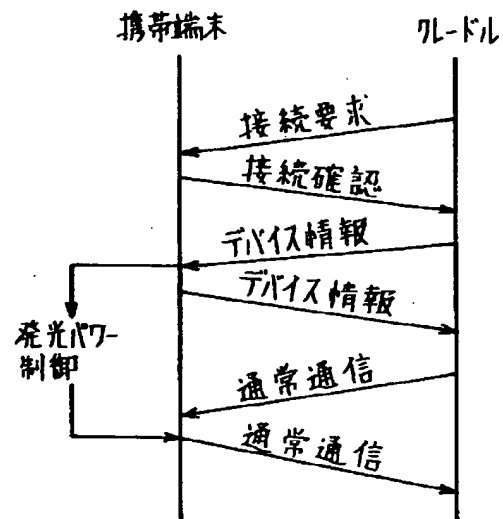 携帯端末
クレードル
接続要求
接続確認
デバイス情報
デバイス情報
発光パワー
制御
通常通信
通常通信